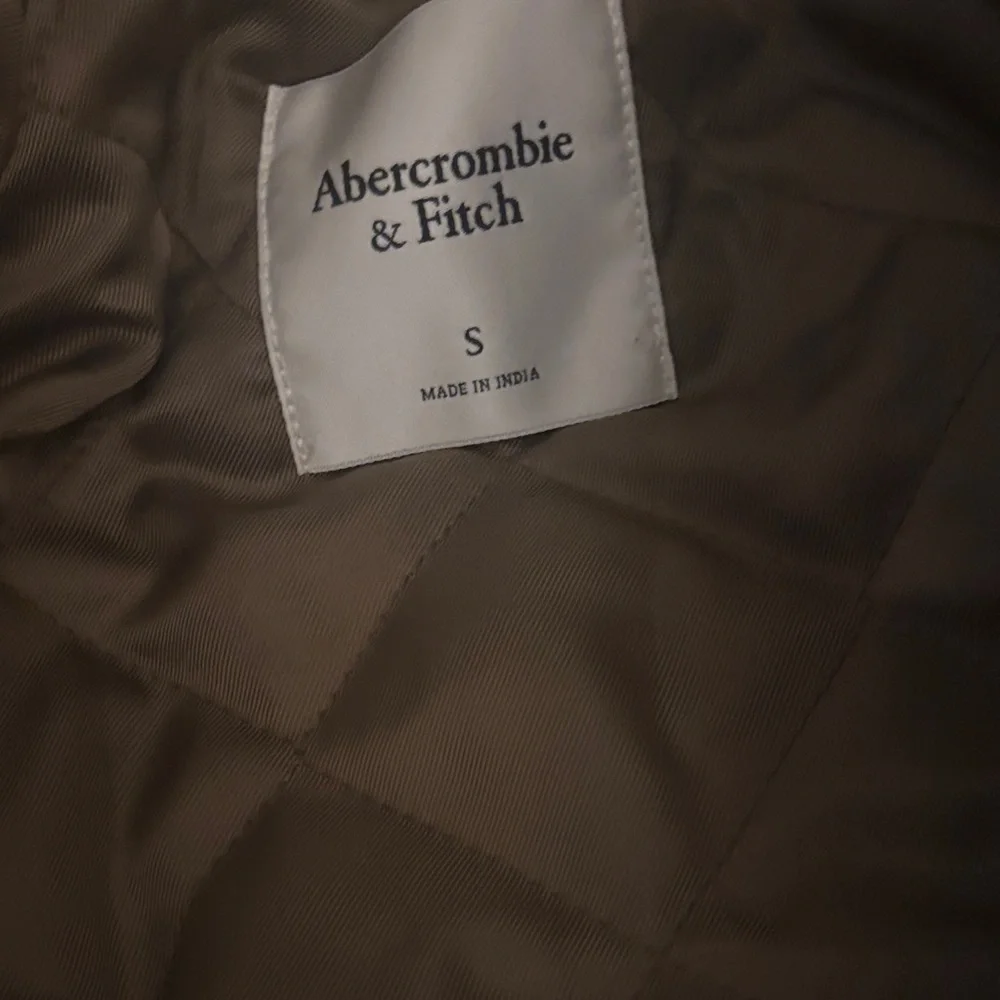 Abercrombie
& Fitch
S
MADE IN INDIA